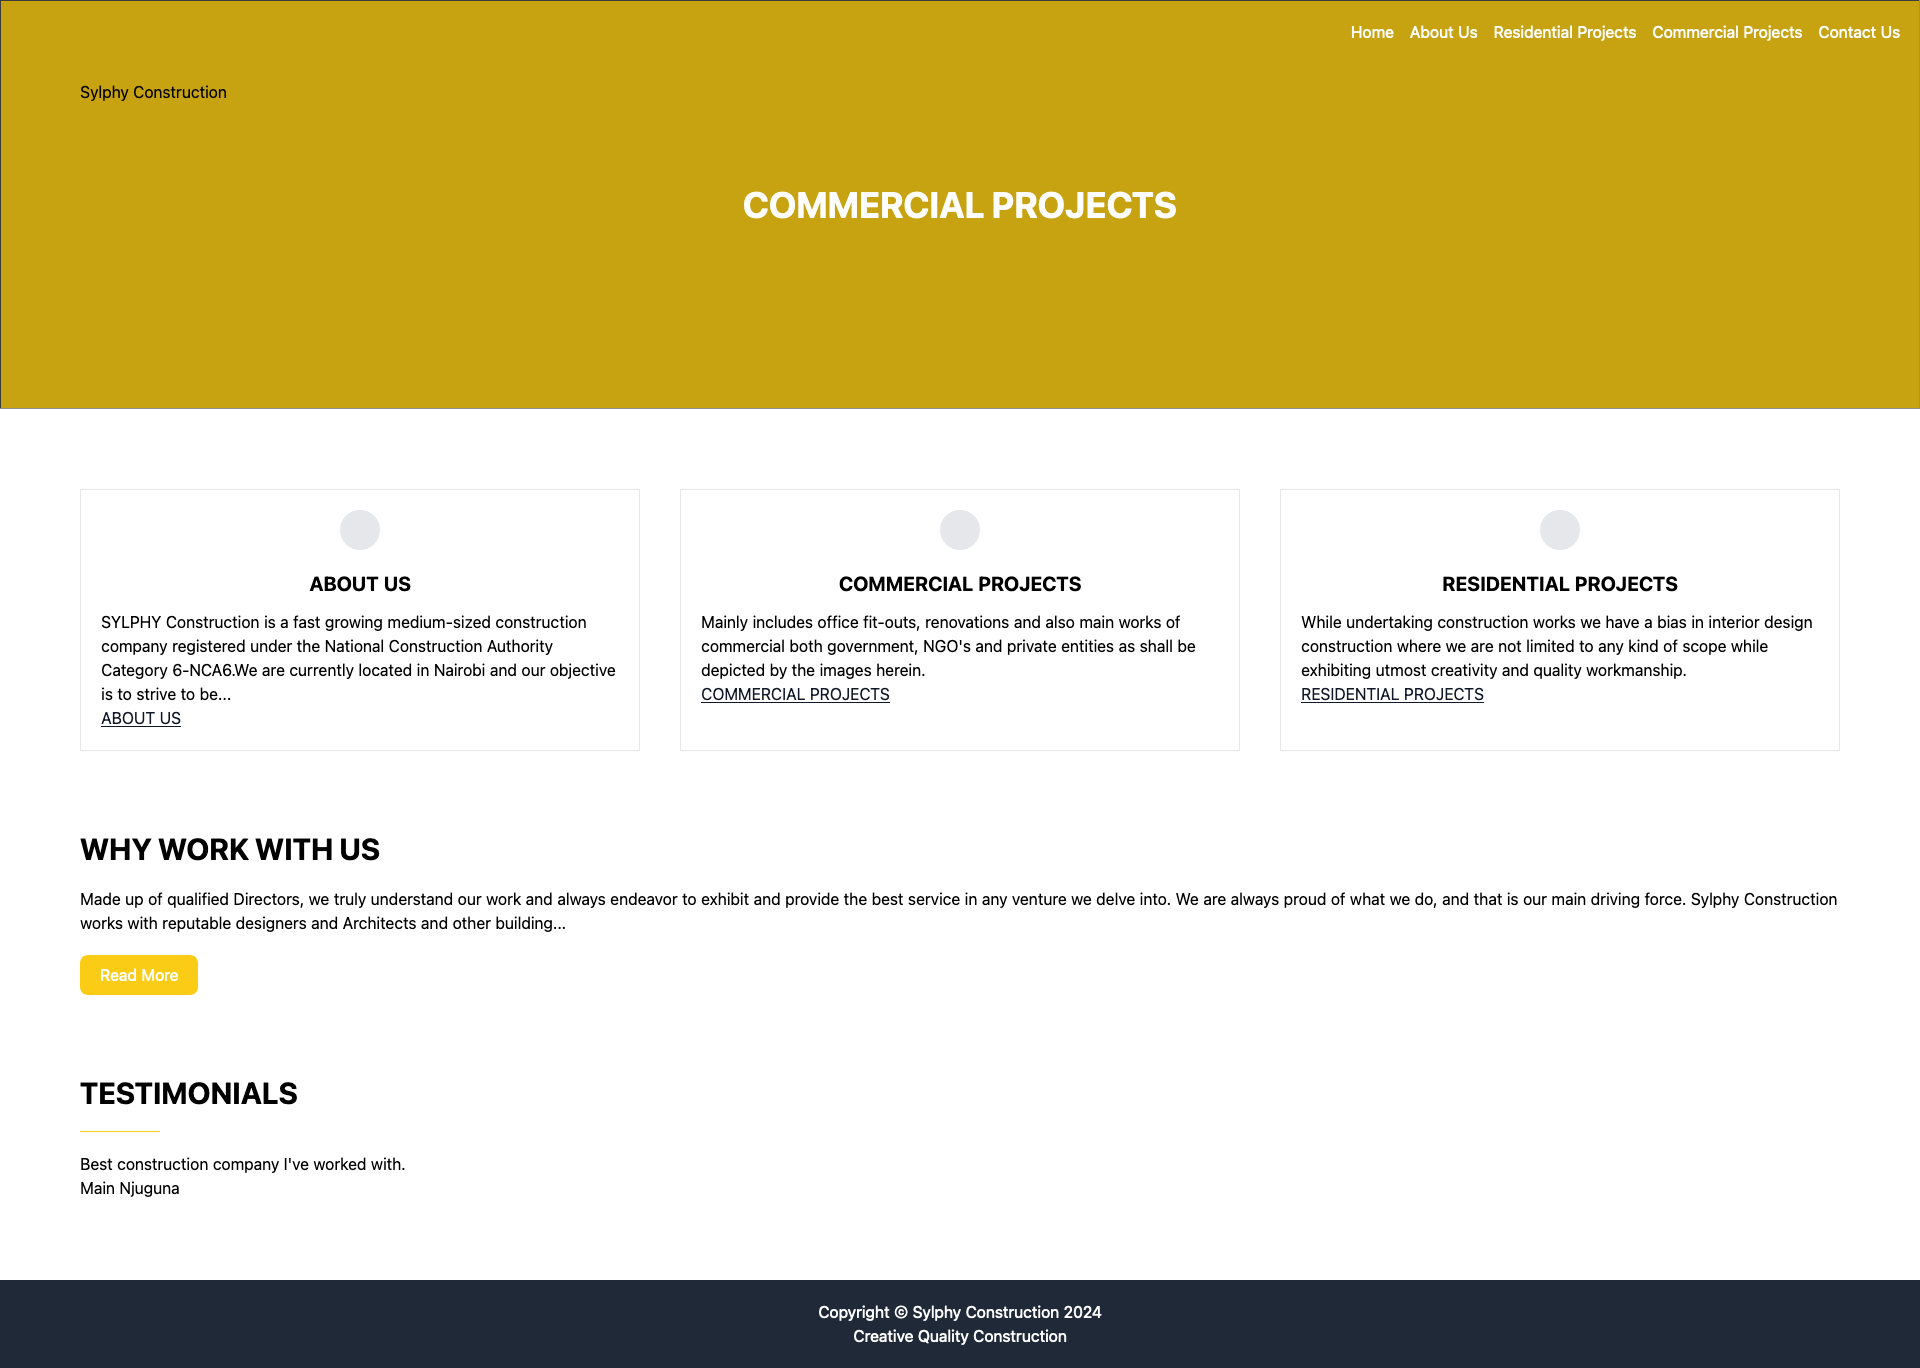 Home About Us Residential Projects Commercial Projects Contact Us
Sylphy Construction
COMMERCIAL PROJECTS
ABOUT US
SYLPHY Construction is a fast growing medium-sized construction
company registered under the National Construction Authority
Category 6-NCA6.We are currently located in Nairobi and our objective
is to strive to be...
ABOUT US
COMMERCIAL PROJECTS
Mainly includes office fit-outs, renovations and also main works of
commercial both government, NGO's and private entities as shall be
depicted by the images herein.
COMMERCIAL PROJECTS
RESIDENTIAL PROJECTS
While undertaking construction works we have a bias in interior design
construction where we are not limited to any kind of scope while
exhibiting utmost creativity and quality workmanship.
RESIDENTIAL PROJECTS
WHY WORK WITH US
Made up of qualified Directors, we truly understand our work and always endeavor to exhibit and provide the best service in any venture we delve into. We are always proud of what we do, and that is our main driving force. Sylphy Construction
works with reputable designers and Architects and other building...
Read More
TESTIMONIALS
Best construction company I've worked with.
Main Njuguna
Copyright © Sylphy Construction 2024
Creative Quality Construction